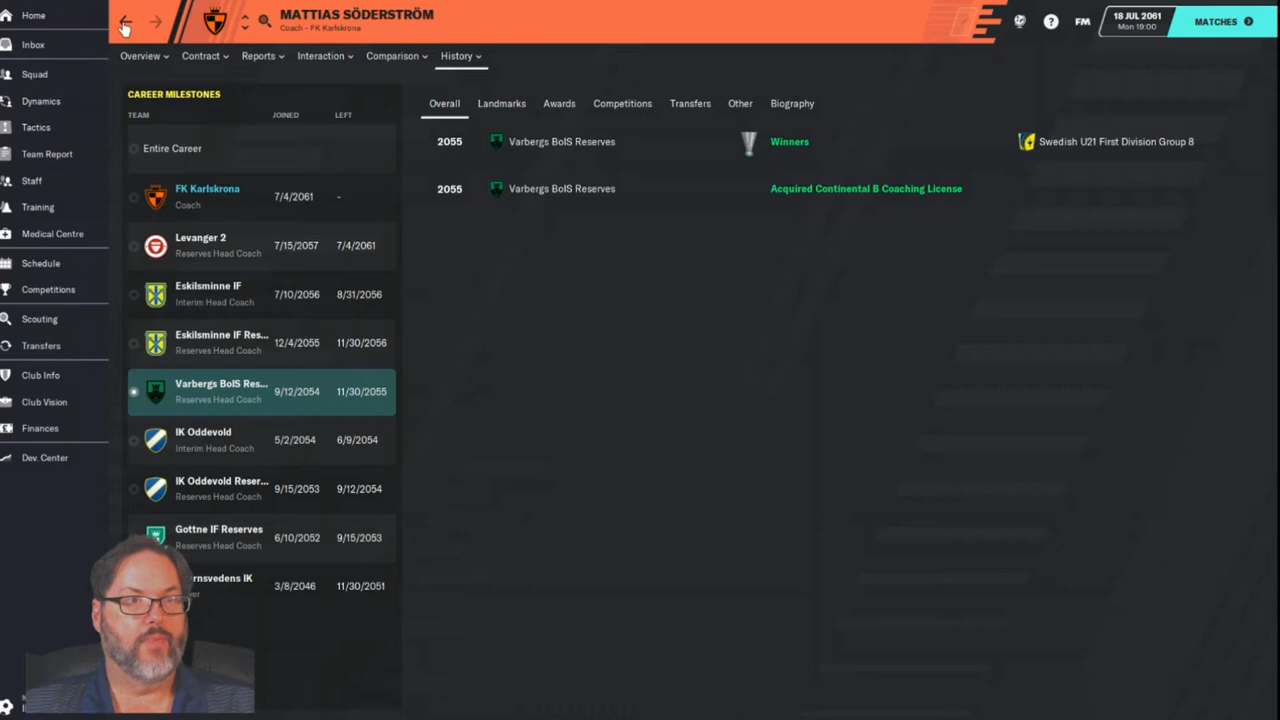 Home
Inbox
Squad
Dynamics
Tactics
Team Report
Staff
Training
Medical Centre
Schedule
Competitions
Scouting
Transfers
Club Info
Club Vision
Finances
Dev. Center
MATTIAS SÖDERSTRÖM
Coach - FK Karlskrona
FM
18 JUL 2061
Mon 19:00
MATCHES
Overview
Contract
Reports
Interaction
Comparison
History
CAREER MILESTONES
TEAM JOINED LEFT
Entire Career
FK Karlskrona
Coach
7/4/2061 -
Levanger 2
Reserves Head Coach
7/15/2057 7/4/2061
Eskilsminne IF
Interim Head Coach
7/10/2056 8/31/2056
Eskilsminne IF Res...
Reserves Head Coach
12/4/2055 11/30/2056
Varbergs BoIS Res...
Reserves Head Coach
9/12/2054 11/30/2055
IK Oddevold
Interim Head Coach
5/2/2054 6/9/2054
IK Oddevold Reser...
Reserves Head Coach
9/15/2053 9/12/2054
Gottne IF Reserves
Reserves Head Coach
6/10/2052 9/15/2053
IK
3/8/2046 11/30/2051
Overall Landmarks Awards Competitions Transfers Other Biography
2055 Varbergs BoIS Reserves Winners Swedish U21 First Division Group 8
2055 Varbergs BoIS Reserves Acquired Continental B Coaching License